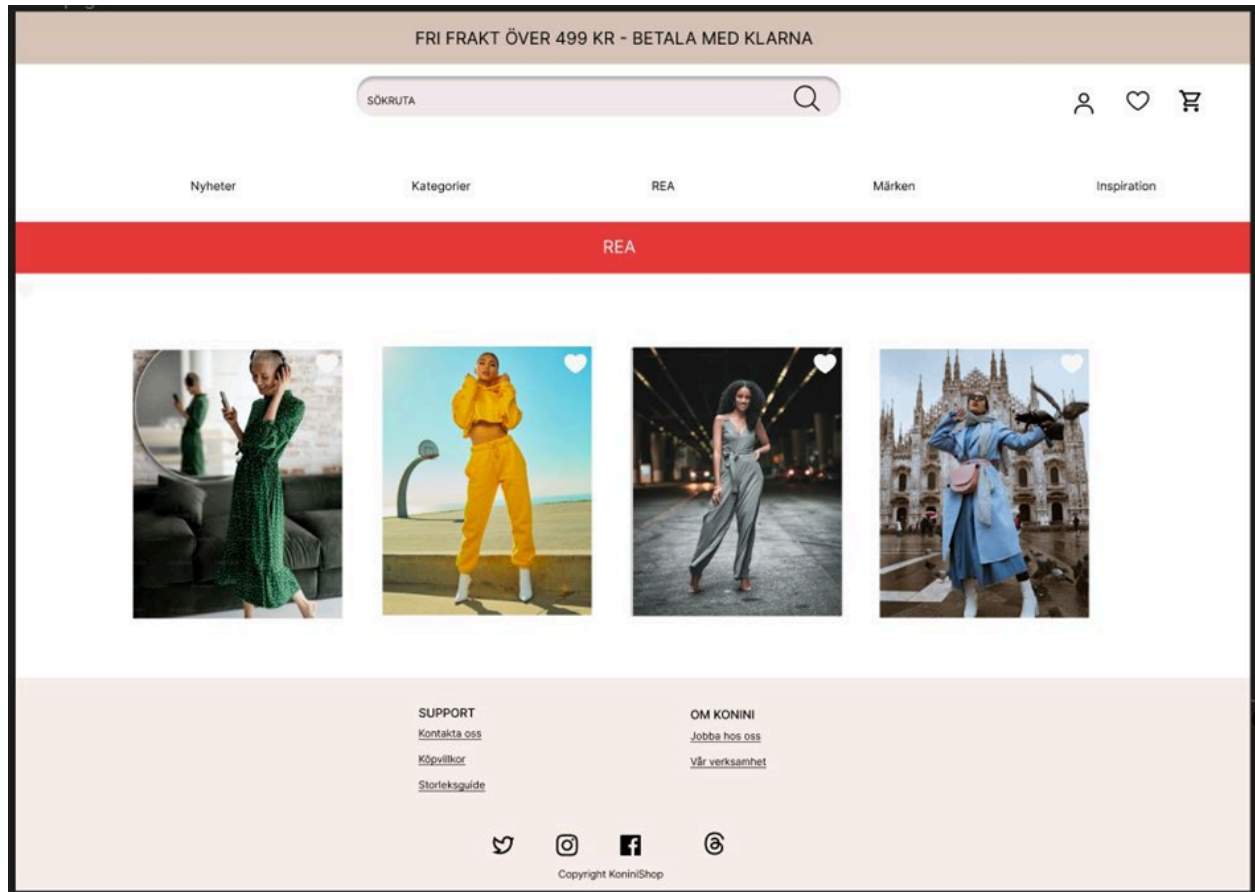 FRI FRAKT ÖVER 499 KR - BETALA MED KLARNA
SÖKRUTA
Nyheter Kategorier REA Märken Inspiration
REA
SUPPORT
Kontakta oss
Köpvillkor
Storleksguide
OM KONINI
Jobba hos oss
Vår verksamhet
Copyright KoniniShop